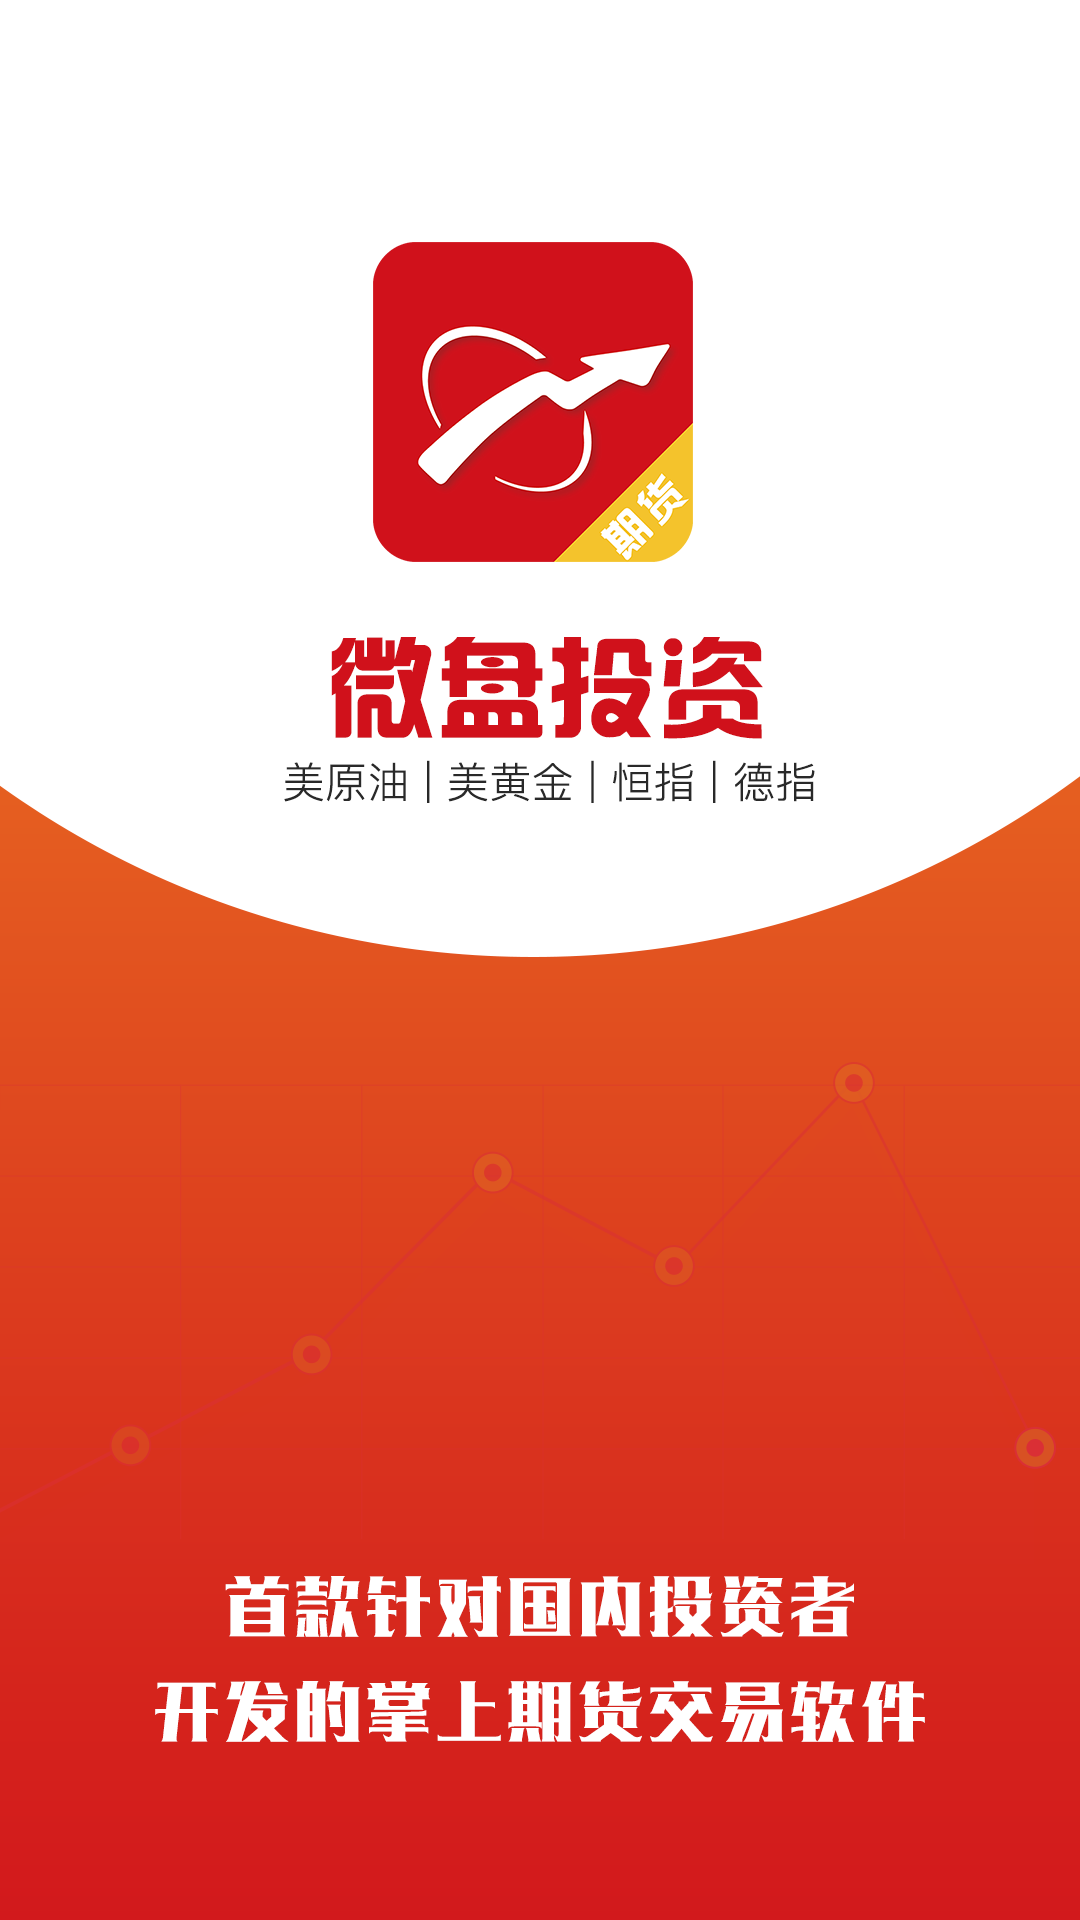 期货
微盘投资
美原油｜美黄金｜恒指｜德指
首款针对国内投资者
开发的掌上期货交易软件